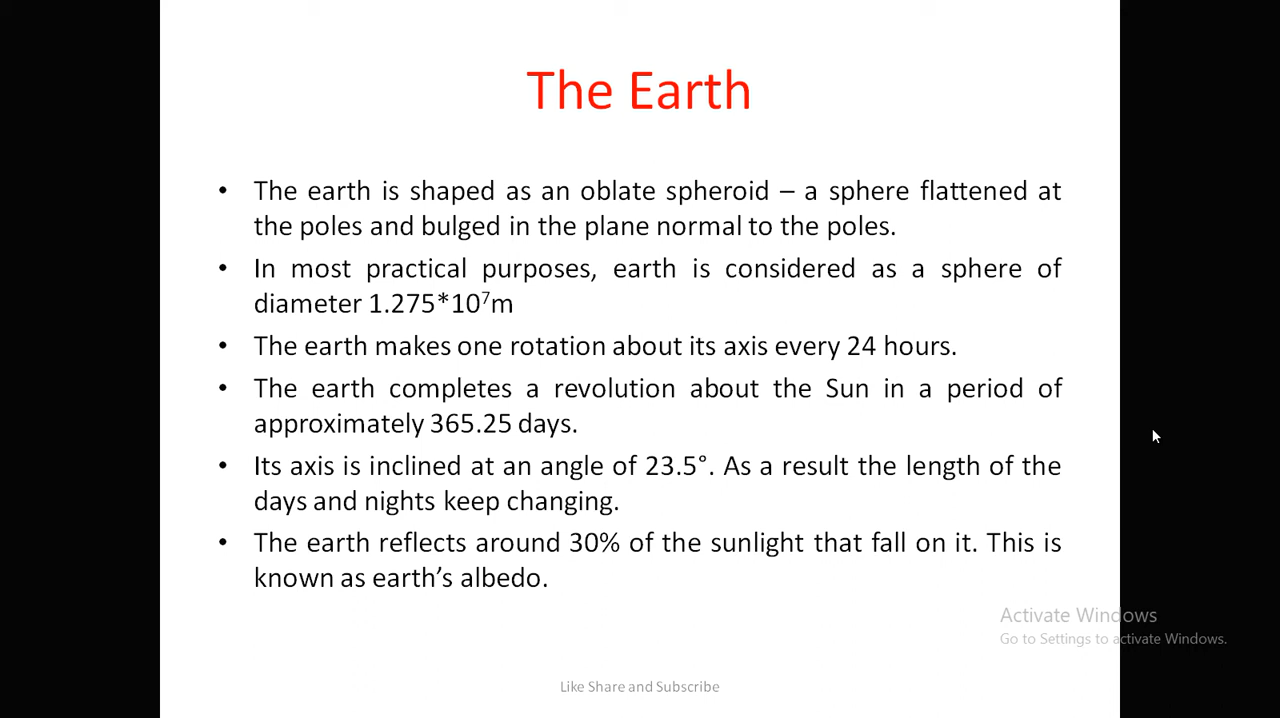 The Earth
• The earth is shaped as an oblate spheroid – a sphere flattened at
the poles and bulged in the plane normal to the poles.
• In most practical purposes, earth is considered as a sphere of
diameter 1.275*10⁷m
• The earth makes one rotation about its axis every 24 hours.
• The earth completes a revolution about the Sun in a period of
approximately 365.25 days.
• Its axis is inclined at an angle of 23.5°. As a result the length of the
days and nights keep changing.
• The earth reflects around 30% of the sunlight that fall on it. This is
known as earth’s albedo.
Activate Windows
Go to Settings to activate Windows.
Like Share and Subscribe